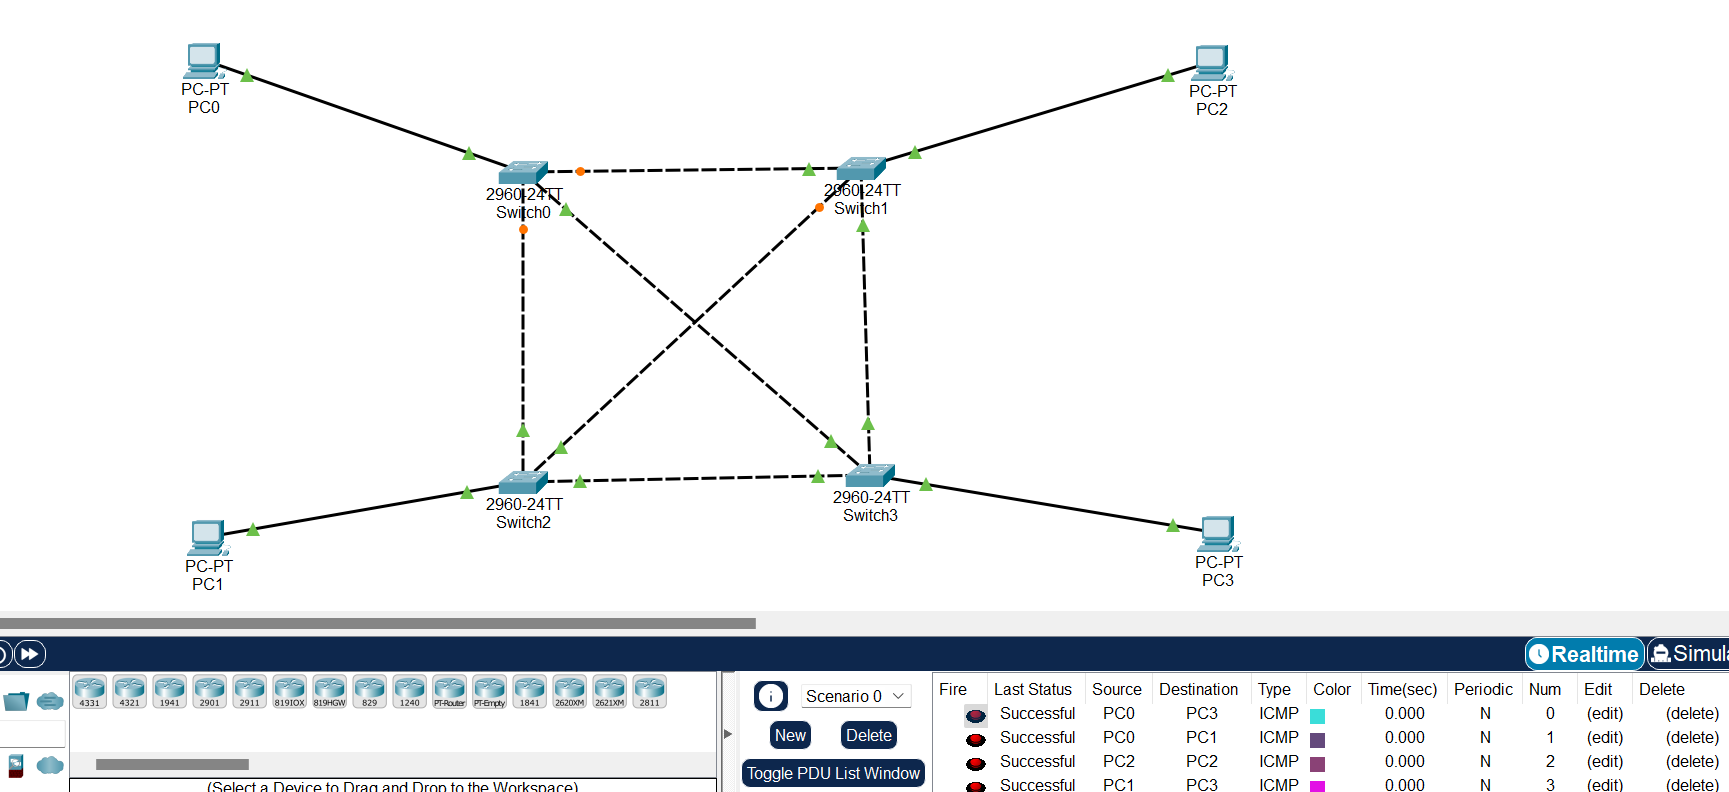 PC-PT
PC0
PC-PT
PC2
2960-24TT
Switch0
2960-24TT
Switch1
2960-24TT
Switch2
2960-24TT
Switch3
PC-PT
PC1
PC-PT
PC3
Realtime
Simula
4331
4321
1941
2901
2911
819IOX
819HGW
829
1240
PT-Router
PT-Empty
1841
2620XM
2621XM
2811
(Select a Device to Drag and Drop to the Workspace)
Scenario 0
New
Delete
Toggle PDU List Window
Fire Last Status Source Destination Type Color Time(sec) Periodic Num Edit Delete
Successful PC0 PC3 ICMP 0.000 N 0 (edit) (delete)
Successful PC0 PC1 ICMP 0.000 N 1 (edit) (delete)
Successful PC2 PC2 ICMP 0.000 N 2 (edit) (delete)
Successful PC1 PC3 ICMP 0.000 N 3 (edit) (delete)